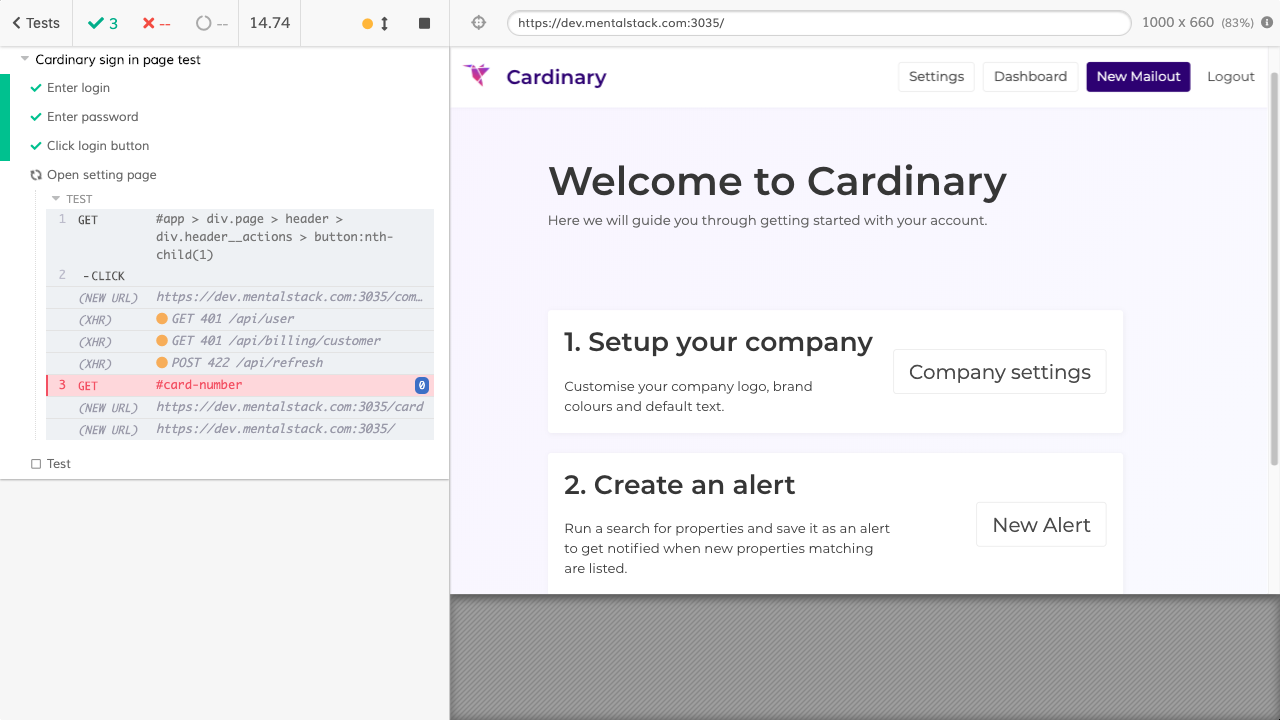 Tests
3
--
--
14.74
https://dev.mentalstack.com:3035/
1000 x 660 (83%)
Cardinary sign in page test
Enter login
Enter password
Click login button
Open setting page
TEST
1 GET #app > div.page > header >
div.header__actions > button:nth-
child(1)
2 -CLICK
(NEW URL) https://dev.mentalstack.com:3035/com…
(XHR) GET 401 /api/user
(XHR) GET 401 /api/billing/customer
(XHR) POST 422 /api/refresh
3 GET #card-number 0
(NEW URL) https://dev.mentalstack.com:3035/card
(NEW URL) https://dev.mentalstack.com:3035/
Test
Cardinary
Settings
Dashboard
New Mailout
Logout
Welcome to Cardinary
Here we will guide you through getting started with your account.
1. Setup your company
Customise your company logo, brand
colours and default text.
Company settings
2. Create an alert
Run a search for properties and save it as an alert
to get notified when new properties matching
are listed.
New Alert